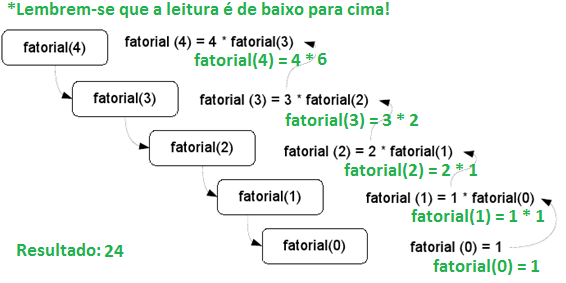 *Lembrem-se que a leitura é de baixo para cima!
fatorial(4)
fatorial (4) = 4 * fatorial(3)
fatorial(4) = 4 * 6
fatorial(3)
fatorial (3) = 3 * fatorial(2)
fatorial(3) = 3 * 2
fatorial(2)
fatorial (2) = 2 * fatorial(1)
fatorial(2) = 2 * 1
fatorial(1)
fatorial (1) = 1 * fatorial(0)
fatorial(1) = 1 * 1
fatorial(0)
fatorial (0) = 1
fatorial(0) = 1
Resultado: 24